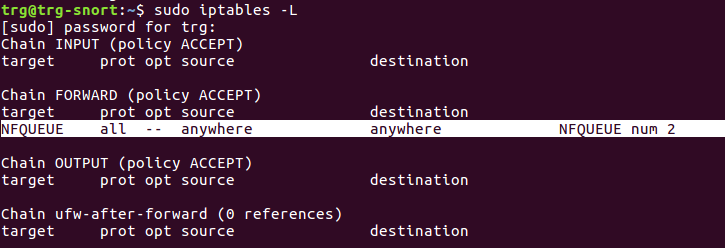 trg@trg-snort:~$ sudo iptables -L
[sudo] password for trg:
Chain INPUT (policy ACCEPT)
target     prot opt source               destination
Chain FORWARD (policy ACCEPT)
target     prot opt source               destination
NFQUEUE    all  --  anywhere             anywhere             NFQUEUE num 2
Chain OUTPUT (policy ACCEPT)
target     prot opt source               destination
Chain ufw-after-forward (0 references)
target     prot opt source               destination